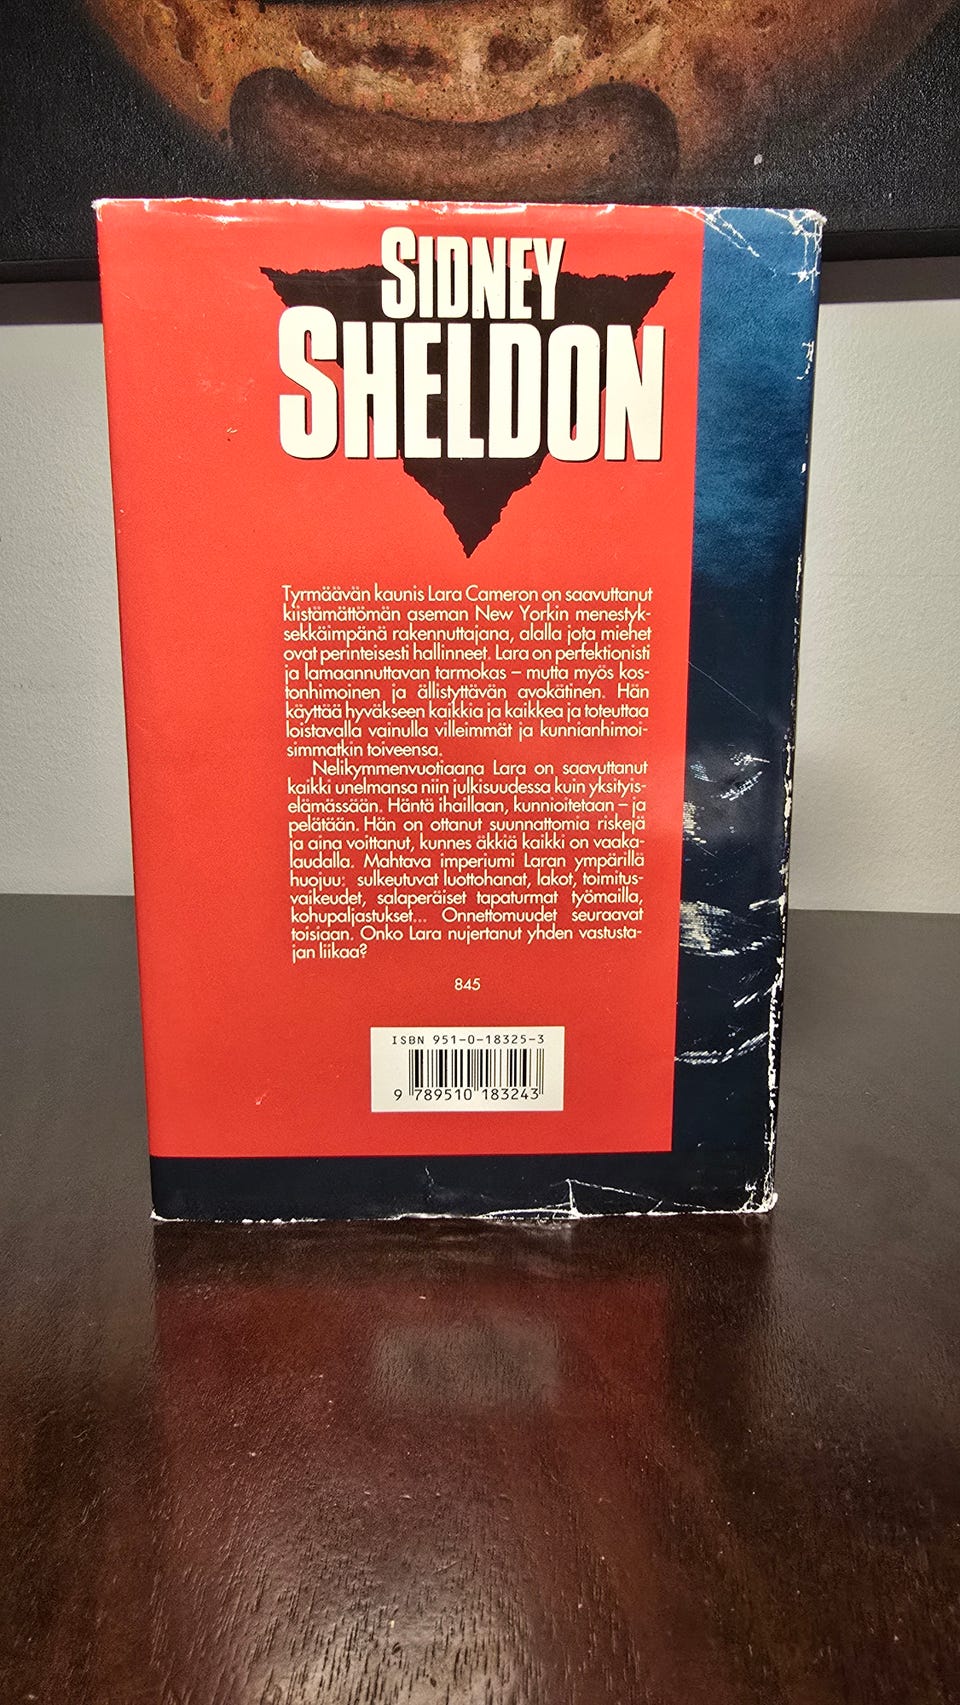 SIDNEY
SHELDON
Tyrmäävän kaunis Lara Cameron on saavuttanut
kiistämättömän aseman New Yorkin menestyk-
sekkäimpänä rakennuttajana, alalla jota miehet
ovat perinteisesti hallinneet. Lara on perfektionisti
ja lamaannuttavan tarmokas – mutta myös kos-
tonhimoinen ja ällistyttävän avokätinen. Hän
käyttää hyväkseen kaikkia ja kaikkea ja toteuttaa
loistavalla vainulla villeimmät ja kunnianhimoi-
simmatkin toiveensa.
Nelikymmenvuotiaana Lara on saavuttanut
kaikki unelmansa niin julkisuudessa kuin yksityis-
elämässään. Häntä ihaillaan, kunnioitetaan – ja
pelätään. Hän on ottanut suunnattomia riskejä
ja aina voittanut, kunnes äkkiä kaikki on vaaka-
laudalla. Mahtava imperiumi Laran ympärillä
huojuu: sulkeutuvat luottohanat, lakot, toimitus-
vaikeudet, salaperäiset tapaturmat työmailla,
kohupaljastukset... Onnettomuudet seuraavat
toisiaan. Onko Lara nujertanut yhden vastusta-
jan liikaa?
845
ISBN 951-0-18325-3
9 789510 183243